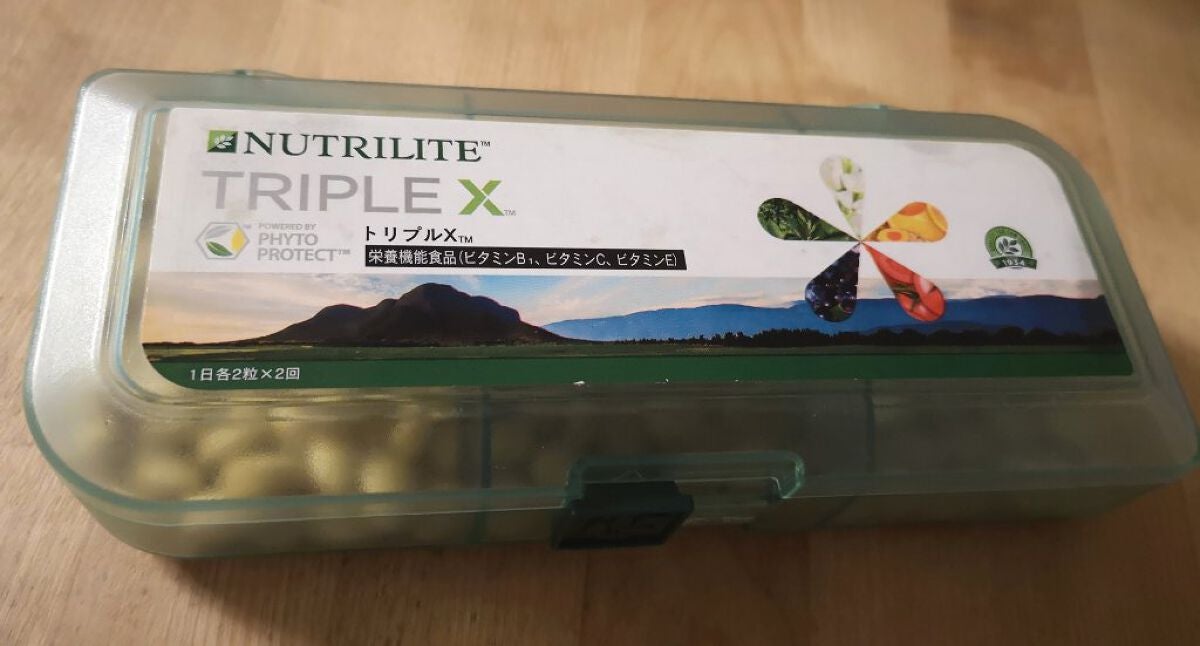 NUTRILITE™
TRIPLE X™
POWERED BY
PHYTO
PROTECT™
トリプルX™
栄養機能食品(ビタミンB₁、ビタミンC、ビタミンE)
1934
1日各2粒×2回